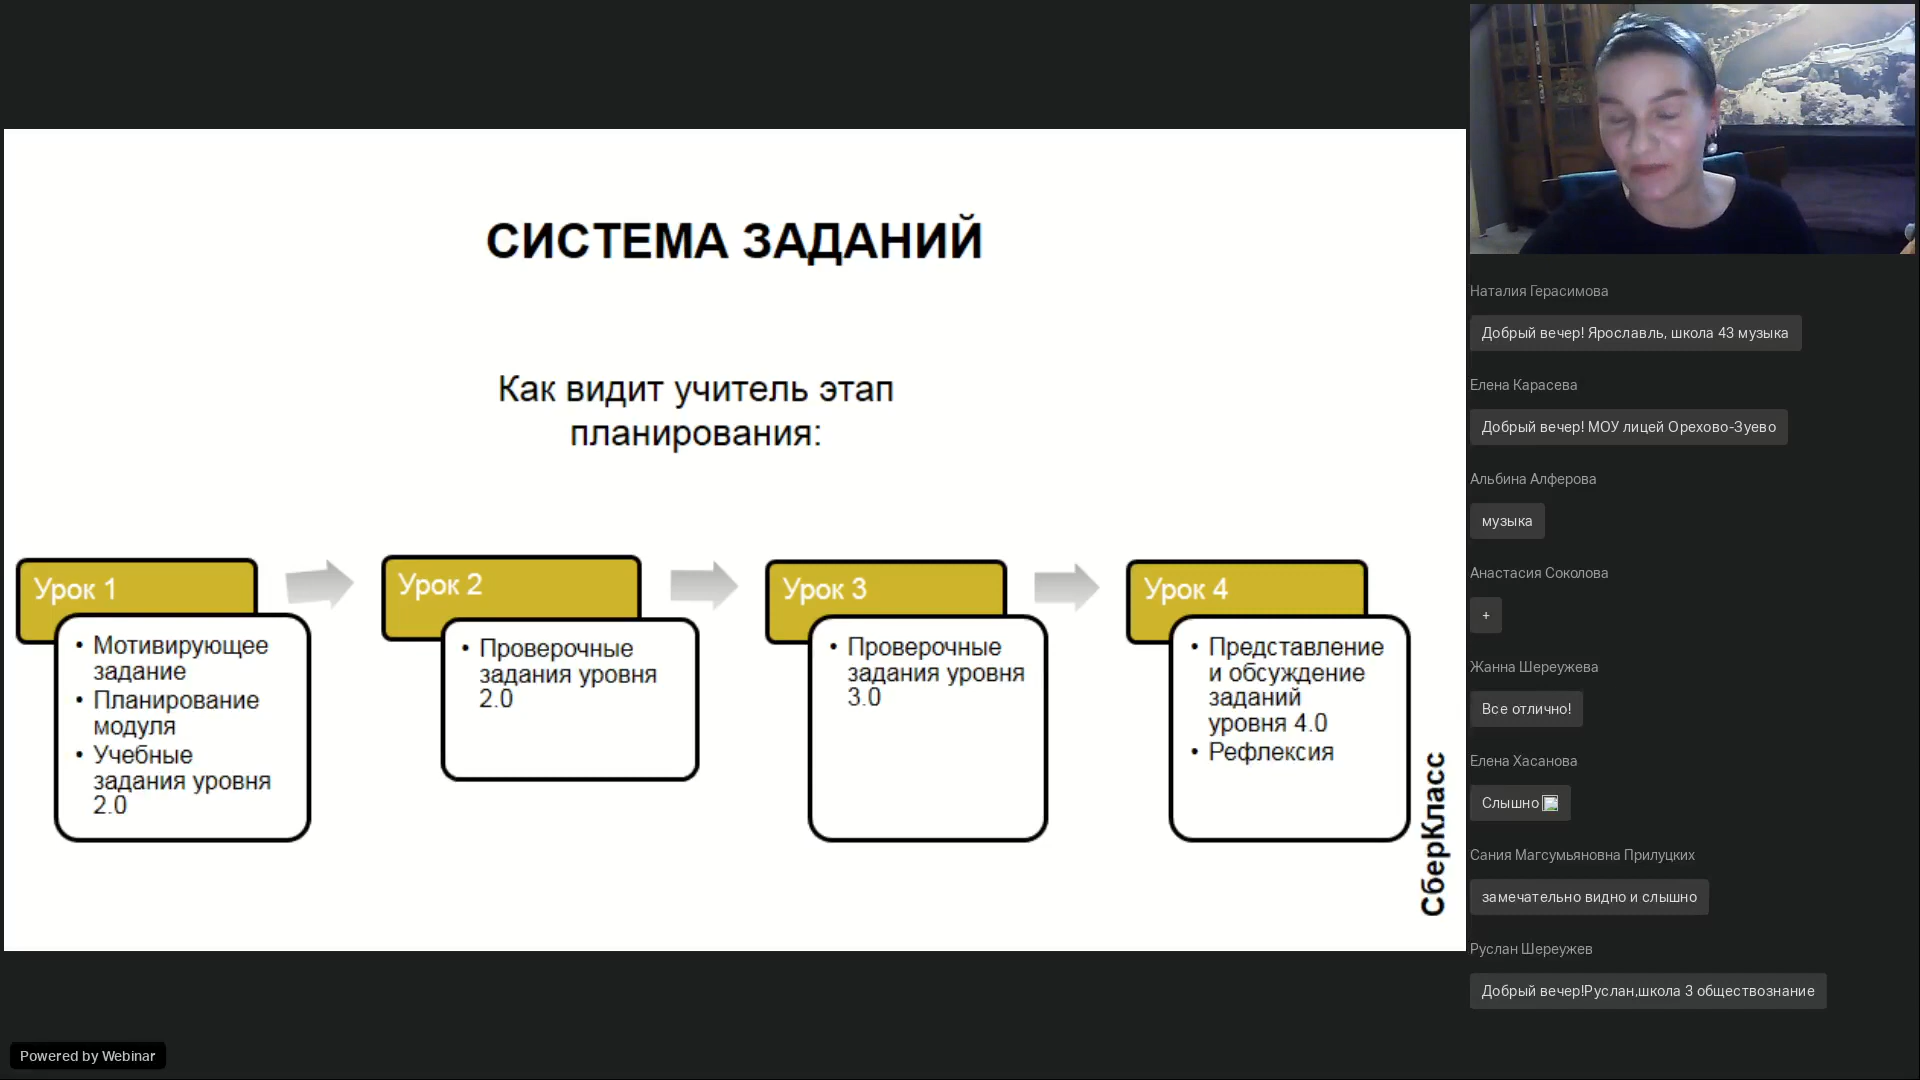 СИСТЕМА ЗАДАНИЙ
Как видит учитель этап
планирования:
Урок 1
• Мотивирующее
задание
• Планирование
модуля
• Учебные
задания уровня
2.0
Урок 2
• Проверочные
задания уровня
2.0
Урок 3
• Проверочные
задания уровня
3.0
Урок 4
• Представление
и обсуждение
заданий
уровня 4.0
• Рефлексия
СберКласс
Наталия Герасимова
Добрый вечер! Ярославль, школа 43 музыка
Елена Карасева
Добрый вечер! МОУ лицей Орехово-Зуево
Альбина Алферова
музыка
Анастасия Соколова
+
Жанна Шереужева
Все отлично!
Елена Хасанова
Слышно
Сания Магсумьяновна Прилуцких
замечательно видно и слышно
Руслан Шереужев
Добрый вечер!Руслан,школа 3 обществознание
Powered by Webinar